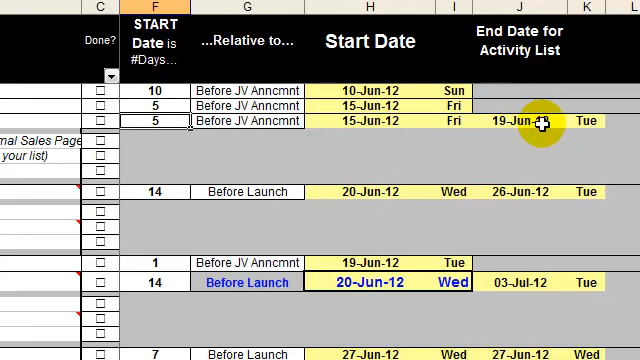 F G H I J K L
START
Date is
#Days...
Done?
...Relative to...
Start Date
End Date for
Activity List
10 Before JV Anncmnt 10-Jun-12 Sun
5 Before JV Anncmnt 15-Jun-12 Fri
5 Before JV Anncmnt 15-Jun-12 Fri 19-Jun-12 Tue
mal Sales Page
your list)
14 Before Launch 20-Jun-12 Wed 26-Jun-12 Tue
1 Before JV Anncmnt 19-Jun-12 Tue
14 Before Launch 20-Jun-12 Wed 03-Jul-12 Tue
7 Before Launch 27-Jun-12 Wed 27-Jun-12 Wed